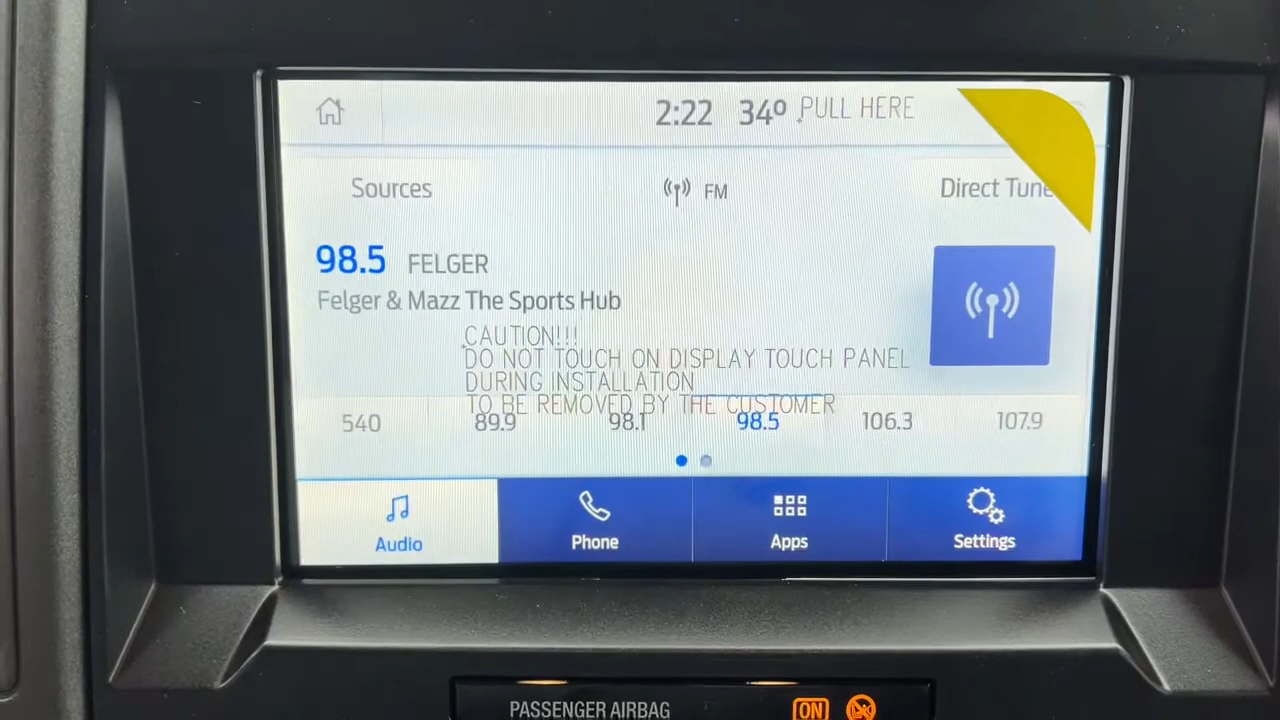 2:22 34º PULL HERE
Sources FM Direct Tune
98.5 FELGER
Felger & Mazz The Sports Hub
CAUTION!!!
DO NOT TOUCH ON DISPLAY TOUCH PANEL
DURING INSTALLATION
TO BE REMOVED BY THE CUSTOMER
540 89.9 98.1 98.5 106.3 107.9
Audio Phone Apps Settings
PASSENGER AIRBAG ON